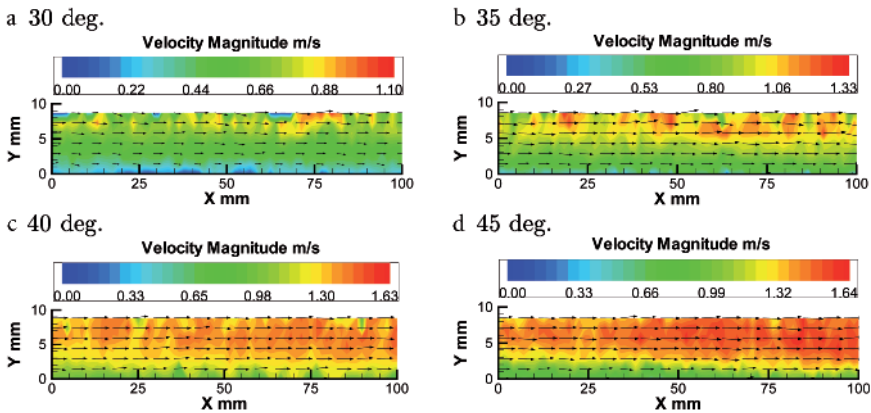 a 30 deg.
Velocity Magnitude m/s
0.00 0.22 0.44 0.66 0.88 1.10
10
5
0
Y mm
0 25 50 75 100
X mm
b 35 deg.
Velocity Magnitude m/s
0.00 0.27 0.53 0.80 1.06 1.33
10
5
0
Y mm
0 25 50 75 100
X mm
c 40 deg.
Velocity Magnitude m/s
0.00 0.33 0.65 0.98 1.30 1.63
10
5
0
Y mm
0 25 50 75 100
X mm
d 45 deg.
Velocity Magnitude m/s
0.00 0.33 0.66 0.99 1.32 1.64
10
5
0
Y mm
0 25 50 75 100
X mm